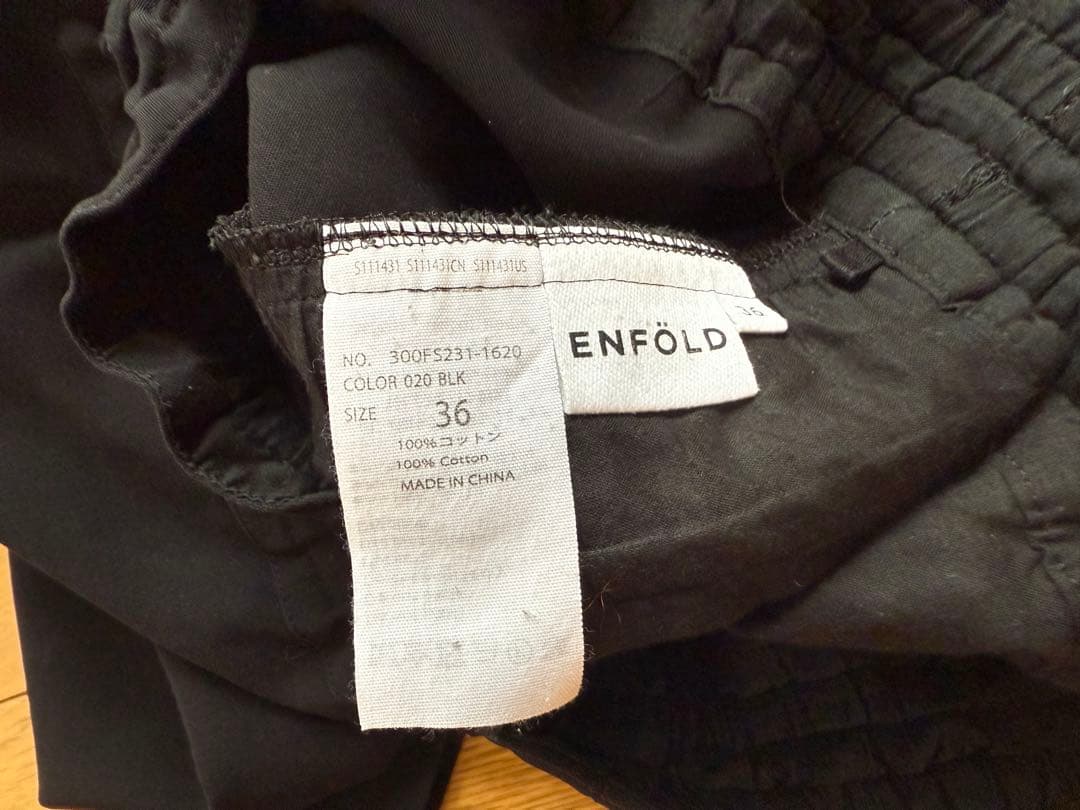 S111431 S111431CN S111431US
NO. 300FS231-1620
COLOR 020 BLK
SIZE 36
100%コットン
100% Cotton
MADE IN CHINA
ENFÖLD
36